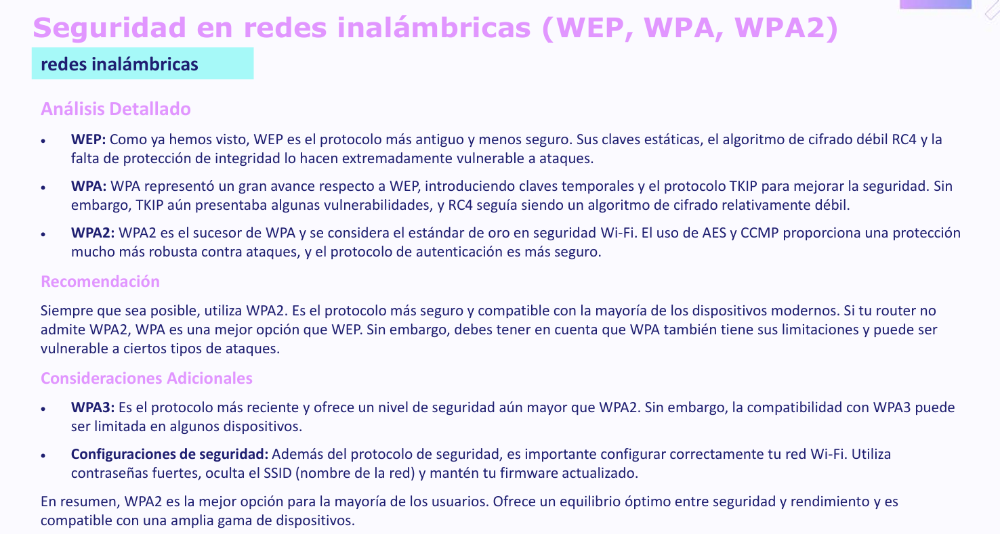 Seguridad en redes inalámbricas (WEP, WPA, WPA2)
redes inalámbricas
Análisis Detallado
• WEP: Como ya hemos visto, WEP es el protocolo más antiguo y menos seguro. Sus claves estáticas, el algoritmo de cifrado débil RC4 y la
falta de protección de integridad lo hacen extremadamente vulnerable a ataques.
• WPA: WPA representó un gran avance respecto a WEP, introduciendo claves temporales y el protocolo TKIP para mejorar la seguridad. Sin
embargo, TKIP aún presentaba algunas vulnerabilidades, y RC4 seguía siendo un algoritmo de cifrado relativamente débil.
• WPA2: WPA2 es el sucesor de WPA y se considera el estándar de oro en seguridad Wi-Fi. El uso de AES y CCMP proporciona una protección
mucho más robusta contra ataques, y el protocolo de autenticación es más seguro.
Recomendación
Siempre que sea posible, utiliza WPA2. Es el protocolo más seguro y compatible con la mayoría de los dispositivos modernos. Si tu router no
admite WPA2, WPA es una mejor opción que WEP. Sin embargo, debes tener en cuenta que WPA también tiene sus limitaciones y puede ser
vulnerable a ciertos tipos de ataques.
Consideraciones Adicionales
• WPA3: Es el protocolo más reciente y ofrece un nivel de seguridad aún mayor que WPA2. Sin embargo, la compatibilidad con WPA3 puede
ser limitada en algunos dispositivos.
• Configuraciones de seguridad: Además del protocolo de seguridad, es importante configurar correctamente tu red Wi-Fi. Utiliza
contraseñas fuertes, oculta el SSID (nombre de la red) y mantén tu firmware actualizado.
En resumen, WPA2 es la mejor opción para la mayoría de los usuarios. Ofrece un equilibrio óptimo entre seguridad y rendimiento y es
compatible con una amplia gama de dispositivos.